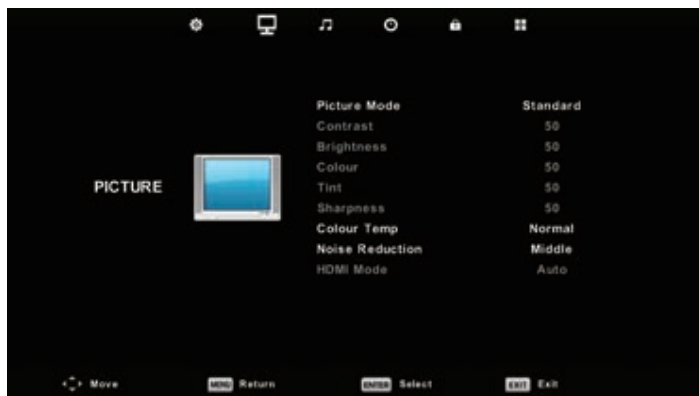 Picture Mode Standard
Contrast 50
Brightness 50
Colour 50
PICTURE
Tint 50
Sharpness 50
Colour Temp Normal
Noise Reduction Middle
HDMI Mode Auto
Move MENU Return ENTER Select EXIT Exit